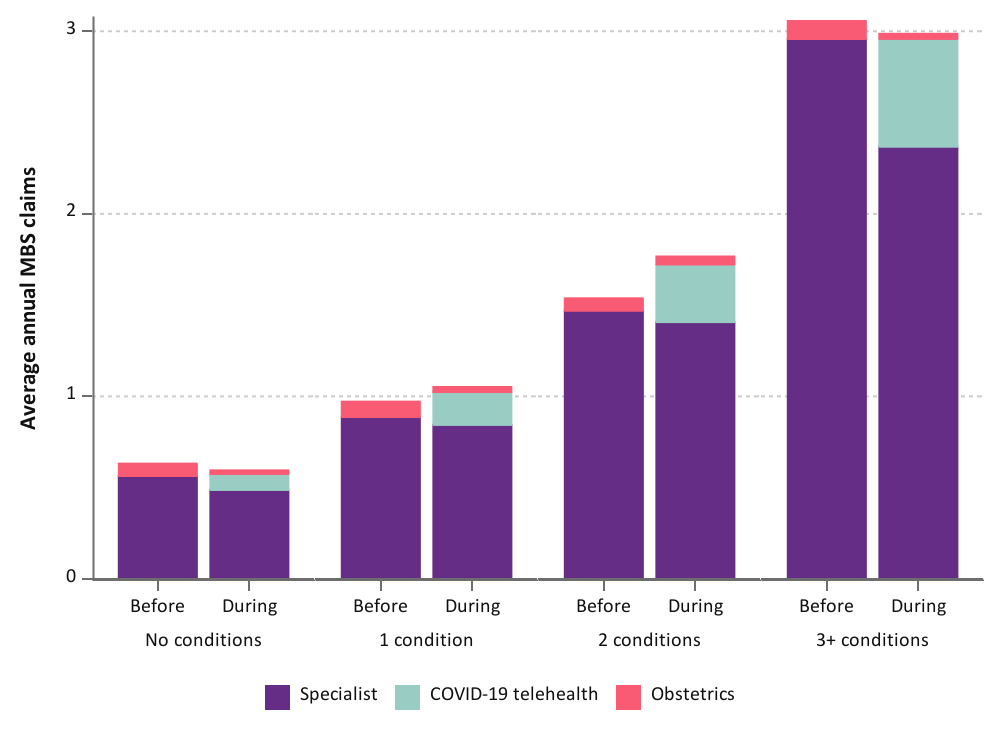 Average annual MBS claims
3
2
1
0
Before During Before During Before During Before During
No conditions 1 condition 2 conditions 3+ conditions
Specialist COVID-19 telehealth Obstetrics